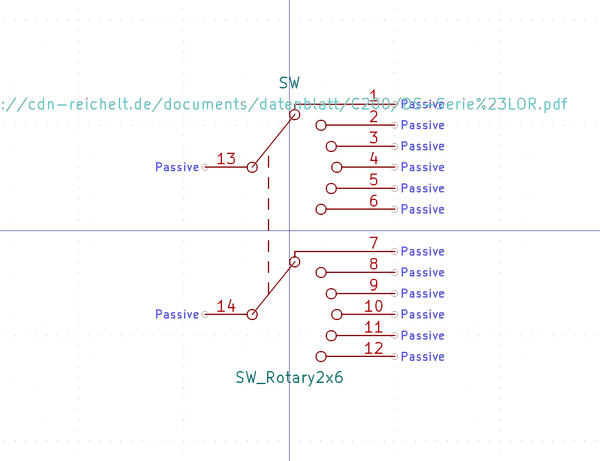 SW
1 Passive
://cdn-reichelt.de/documents/datenblatt/C200/DS-Serie%23LOR.pdf
2 Passive
3 Passive
Passive 13 4 Passive
5 Passive
6 Passive
7 Passive
8 Passive
9 Passive
Passive 14 10 Passive
11 Passive
12 Passive
SW_Rotary2x6